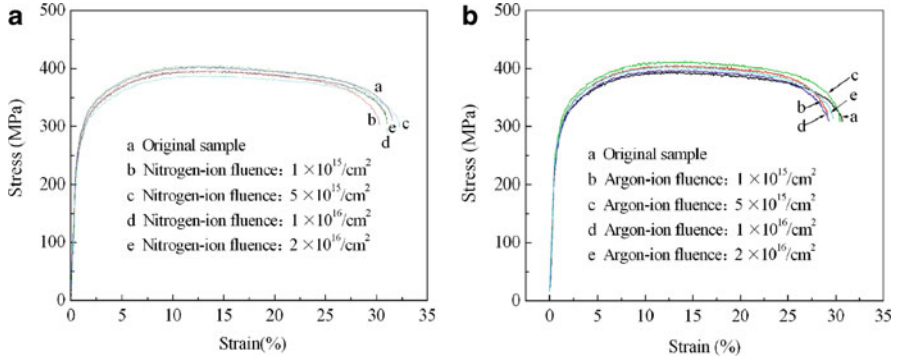 a
500
400
300
200
100
0
Stress (MPa)
a
b
c
e
d
a Original sample
b Nitrogen-ion fluence: 1×10¹⁵/cm²
c Nitrogen-ion fluence: 5×10¹⁵/cm²
d Nitrogen-ion fluence: 1×10¹⁶/cm²
e Nitrogen-ion fluence: 2×10¹⁶/cm²
0 5 10 15 20 25 30 35
Strain(%)
b
500
400
300
200
100
0
Stress (MPa)
c
e
b
d
a
a Original sample
b Argon-ion fluence: 1×10¹⁵/cm²
c Argon-ion fluence: 5×10¹⁵/cm²
d Argon-ion fluence: 1×10¹⁶/cm²
e Argon-ion fluence: 2×10¹⁶/cm²
0 5 10 15 20 25 30 35
Strain (%)